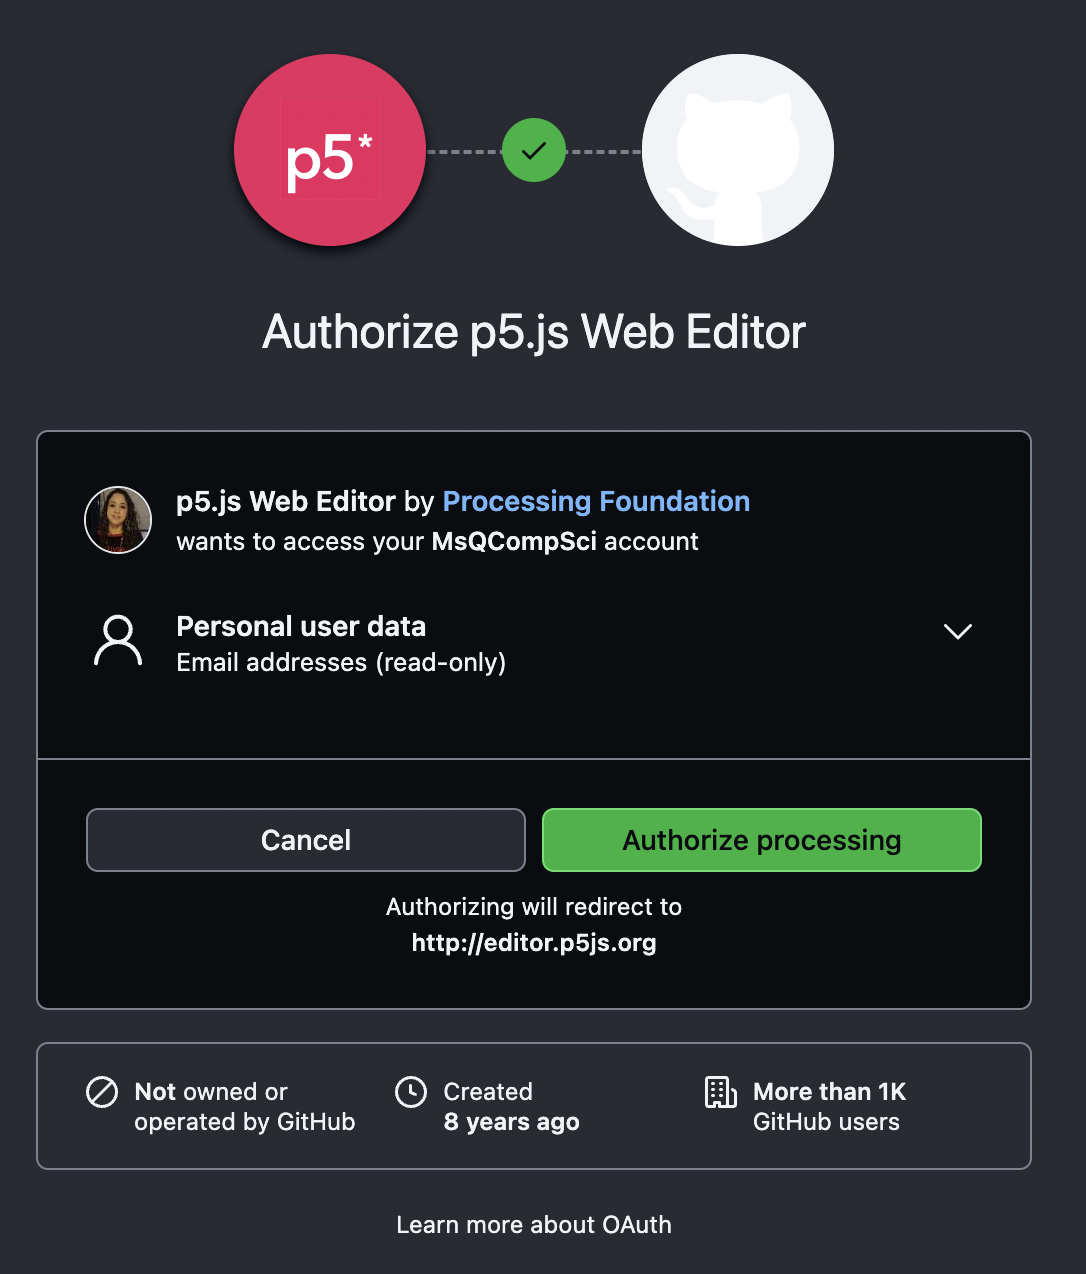 p5*
Authorize p5.js Web Editor
p5.js Web Editor by Processing Foundation
wants to access your MsQCompSci account
Personal user data
Email addresses (read-only)
Cancel
Authorize processing
Authorizing will redirect to
http://editor.p5js.org
Not owned or
operated by GitHub
Created
8 years ago
More than 1K
GitHub users
Learn more about OAuth